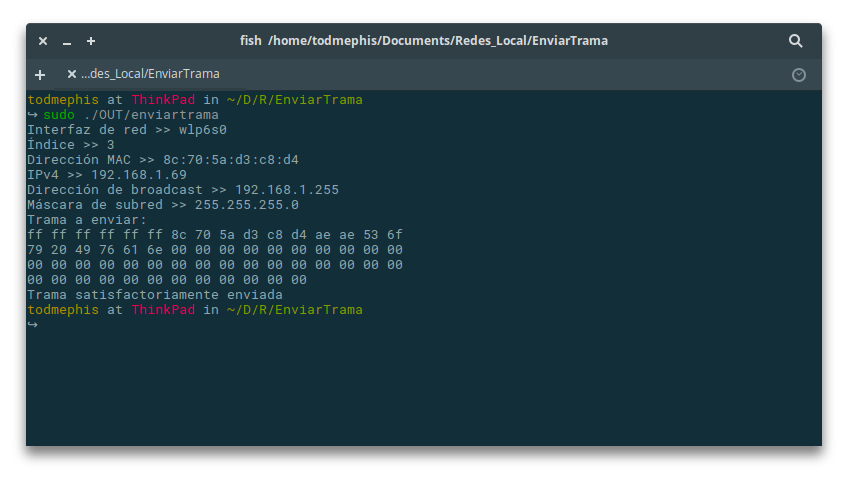 fish /home/todmephis/Documents/Redes_Local/EnviarTrama
...des_Local/EnviarTrama
todmephis at ThinkPad in ~/D/R/EnviarTrama
↪ sudo ./OUT/enviartrama
Interfaz de red >> wlp6s0
Índice >> 3
Dirección MAC >> 8c:70:5a:d3:c8:d4
IPv4 >> 192.168.1.69
Dirección de broadcast >> 192.168.1.255
Máscara de subred >> 255.255.255.0
Trama a enviar:
ff ff ff ff ff ff 8c 70 5a d3 c8 d4 ae ae 53 6f
79 20 49 76 61 6e 00 00 00 00 00 00 00 00 00 00
00 00 00 00 00 00 00 00 00 00 00 00 00 00 00 00
00 00 00 00 00 00 00 00 00 00 00 00
Trama satisfactoriamente enviada
todmephis at ThinkPad in ~/D/R/EnviarTrama
↪